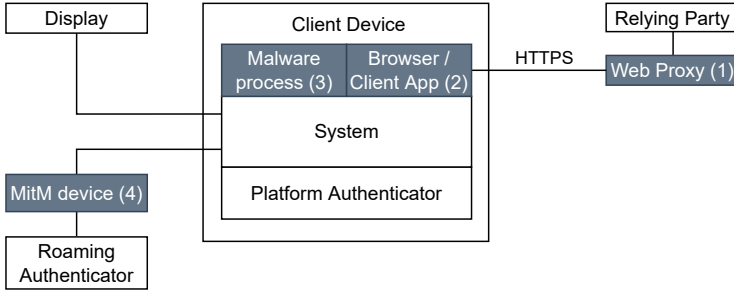 Display
Client Device
Relying Party
Malware
process (3)
Browser /
Client App (2)
HTTPS
Web Proxy (1)
System
MitM device (4)
Platform Authenticator
Roaming
Authenticator